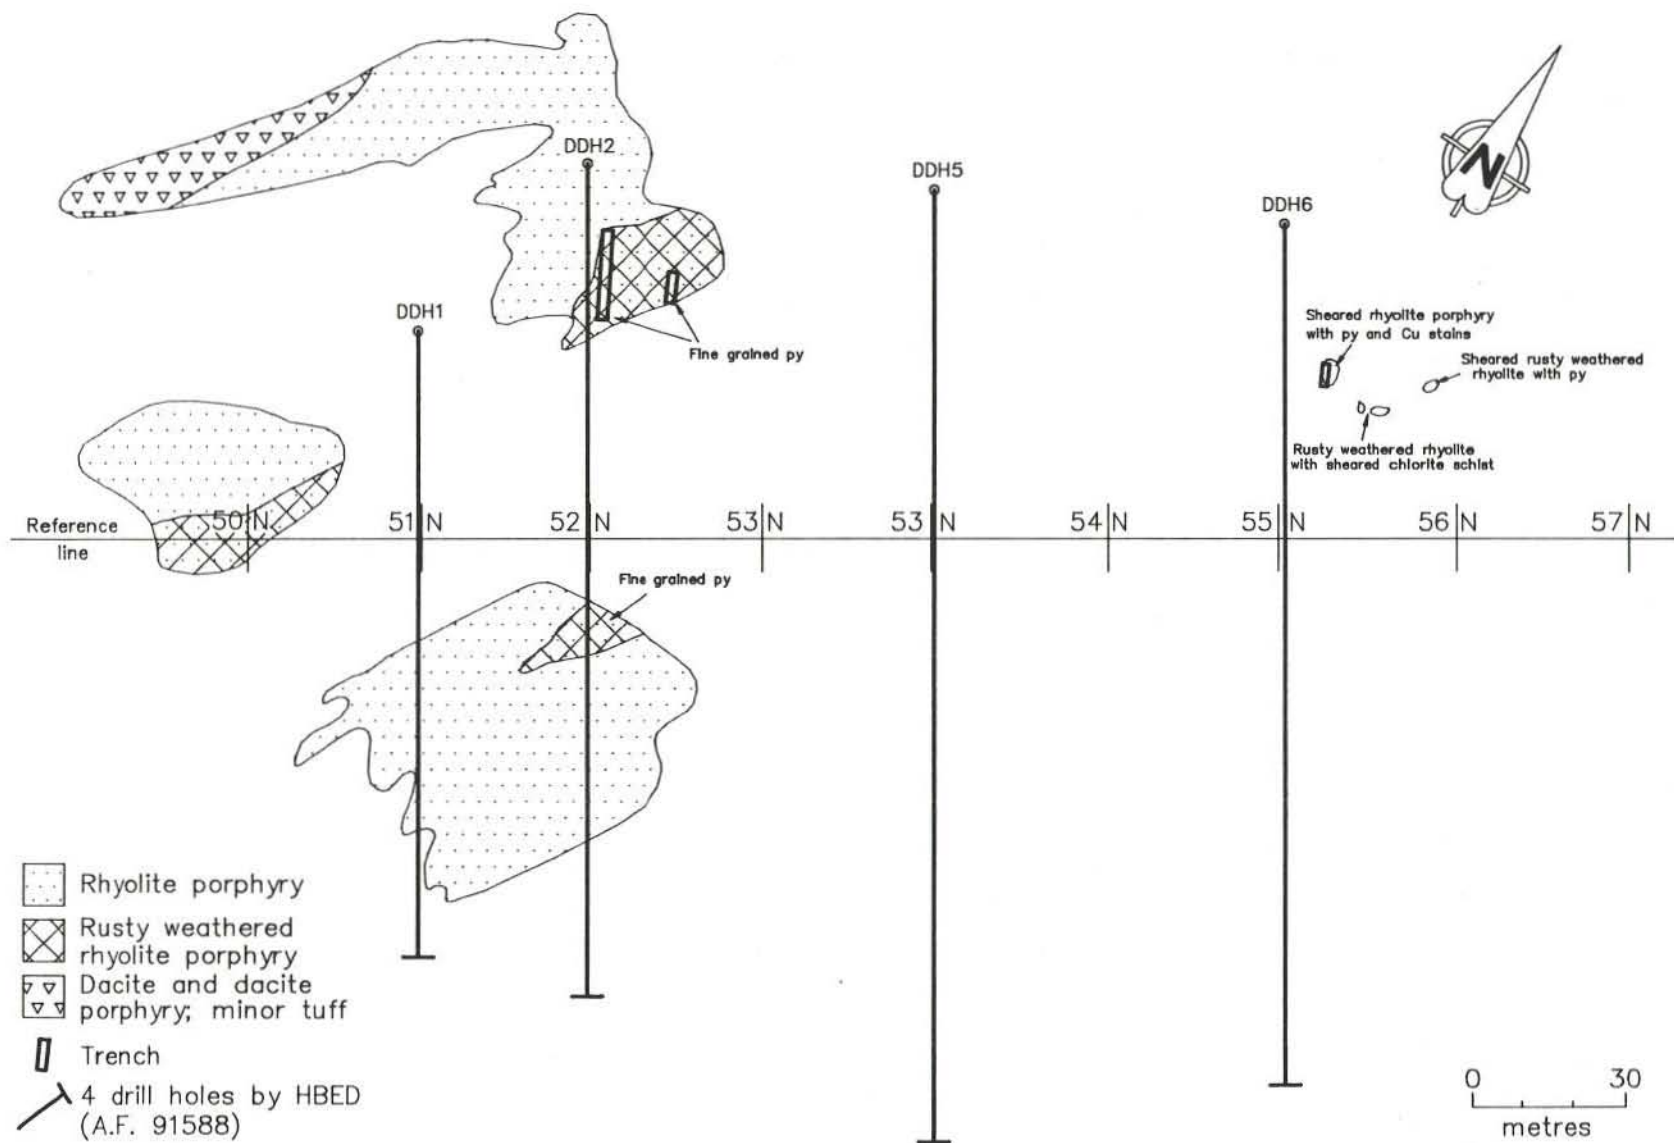 DDH2
DDH5
DDH6
N
DDH1
Fine grained py
Sheared rhyolite porphyry
with py and Cu stains
Sheared rusty weathered
rhyolite with py
Rusty weathered rhyolite
with sheared chlorite schist
Reference
line
50 N
51 N
52 N
53 N
53 N
54 N
55 N
56 N
57 N
Fine grained py
Rhyolite porphyry
Rusty weathered
rhyolite porphyry
Dacite and dacite
porphyry; minor tuff
Trench
4 drill holes by HBED
(A.F. 91588)
0 30
metres